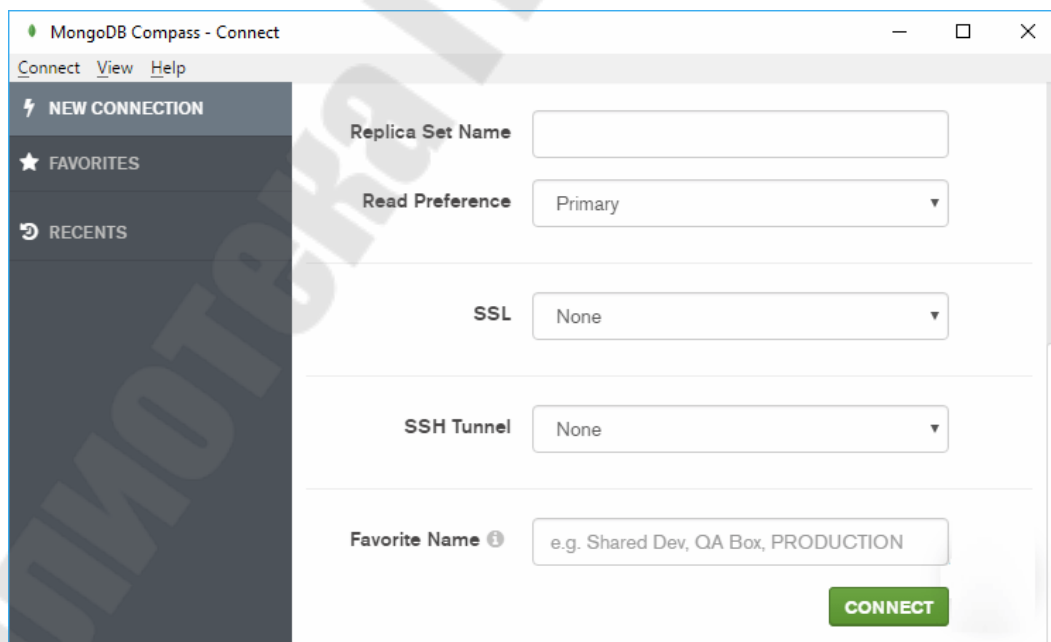 MongoDB Compass - Connect
Connect View Help
NEW CONNECTION
FAVORITES
RECENTS
Replica Set Name
Read Preference
Primary
SSL
None
SSH Tunnel
None
Favorite Name
e.g. Shared Dev, QA Box, PRODUCTION
CONNECT